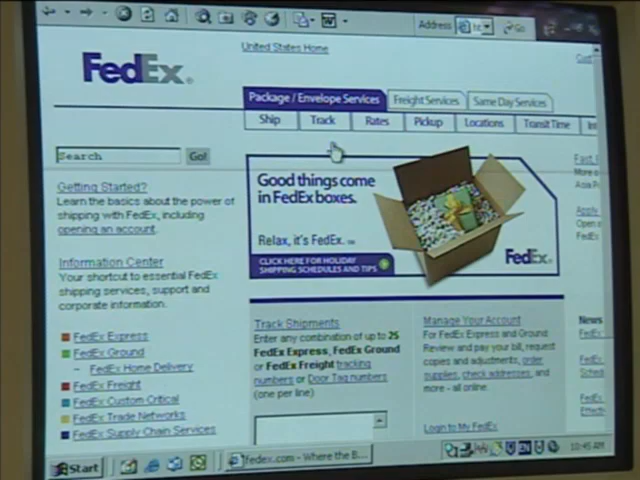 Address
Go
United States Home
FedEx®
Package / Envelope Services
Freight Services
Same Day Services
Ship
Track
Rates
Pickup
Locations
Transit Time
Search
Go!
Getting Started?
Learn the basics about the power of
shipping with FedEx, including
opening an account.
Information Center
Your shortcut to essential FedEx
shipping services, support and
corporate information.
FedEx Express
FedEx Ground
– FedEx Home Delivery
FedEx Freight
FedEx Custom Critical
FedEx Trade Networks
FedEx Supply Chain Services
Good things come
in FedEx boxes.
Relax, it's FedEx.
CLICK HERE FOR HOLIDAY
SHIPPING SCHEDULES AND TIPS
FedEx
Track Shipments
Enter any combination of up to 25
FedEx Express, FedEx Ground
or FedEx Freight tracking
numbers or Door Tag numbers
(one per line)
Manage Your Account
For FedEx Express and Ground
Review and pay your bill, request
copies and adjustments, order
supplies, check addresses, and
more - all online.
Login to My FedEx
News
FedEx
FedEx
FedEx
Start
fedex.com - Where the B...
EN
10:45 AM